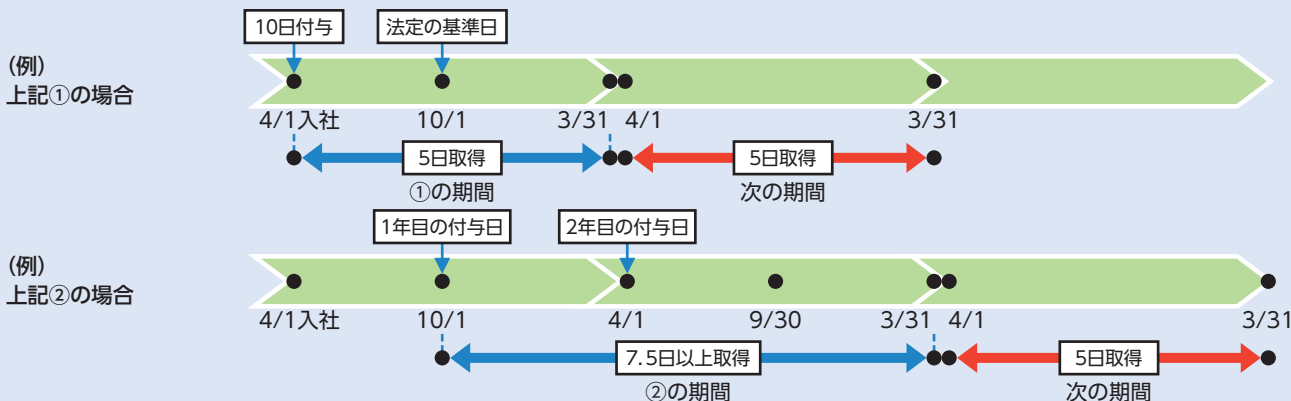 10日付与 法定の基準日
(例)
上記①の場合
4/1入社 10/1 3/31 4/1 3/31
5日取得 5日取得
①の期間 次の期間
1年目の付与日 2年目の付与日
(例)
上記②の場合
4/1入社 10/1 4/1 9/30 3/31 4/1 3/31
7.5日以上取得 5日取得
②の期間 次の期間